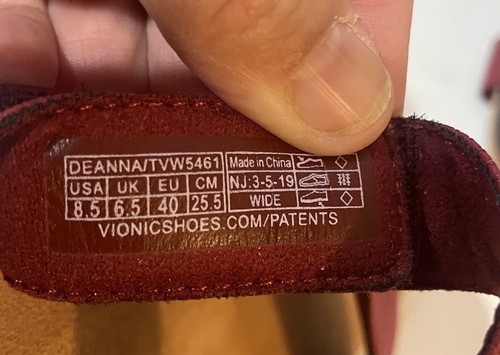 DEANNA/TVW5461 Made in China
USA UK EU CM NJ:3-5-19
8.5 6.5 40 25.5 WIDE
VIONICSHOES.COM/PATENTS